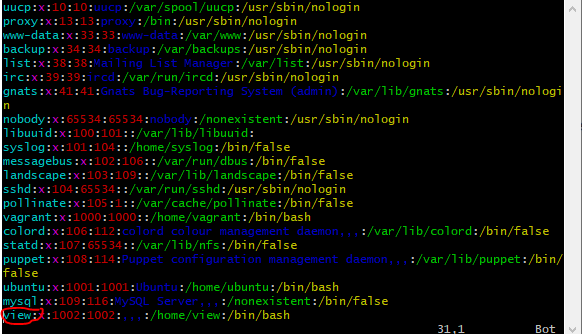 uucp:x:10:10:uucp:/var/spool/uucp:/usr/sbin/nologin
proxy:x:13:13:proxy:/bin:/usr/sbin/nologin
www-data:x:33:33:www-data:/var/www:/usr/sbin/nologin
backup:x:34:34:backup:/var/backups:/usr/sbin/nologin
list:x:38:38:Mailing List Manager:/var/list:/usr/sbin/nologin
irc:x:39:39:ircd:/var/run/ircd:/usr/sbin/nologin
gnats:x:41:41:Gnats Bug-Reporting System (admin):/var/lib/gnats:/usr/sbin/nologi
n
nobody:x:65534:65534:nobody:/nonexistent:/usr/sbin/nologin
libuuid:x:100:101::/var/lib/libuuid:
syslog:x:101:104::/home/syslog:/bin/false
messagebus:x:102:106::/var/run/dbus:/bin/false
landscape:x:103:109::/var/lib/landscape:/bin/false
sshd:x:104:65534::/var/run/sshd:/usr/sbin/nologin
pollinate:x:105:1::/var/cache/pollinate:/bin/false
vagrant:x:1000:1000::/home/vagrant:/bin/bash
colord:x:106:112:colord colour management daemon,,,:/var/lib/colord:/bin/false
statd:x:107:65534::/var/lib/nfs:/bin/false
puppet:x:108:114:Puppet configuration management daemon,,,:/var/lib/puppet:/bin/
false
ubuntu:x:1001:1001:Ubuntu:/home/ubuntu:/bin/bash
mysql:x:109:116:MySQL Server,,,:/nonexistent:/bin/false
view:x:1002:1002:,,,:/home/view:/bin/bash
31,1 Bot